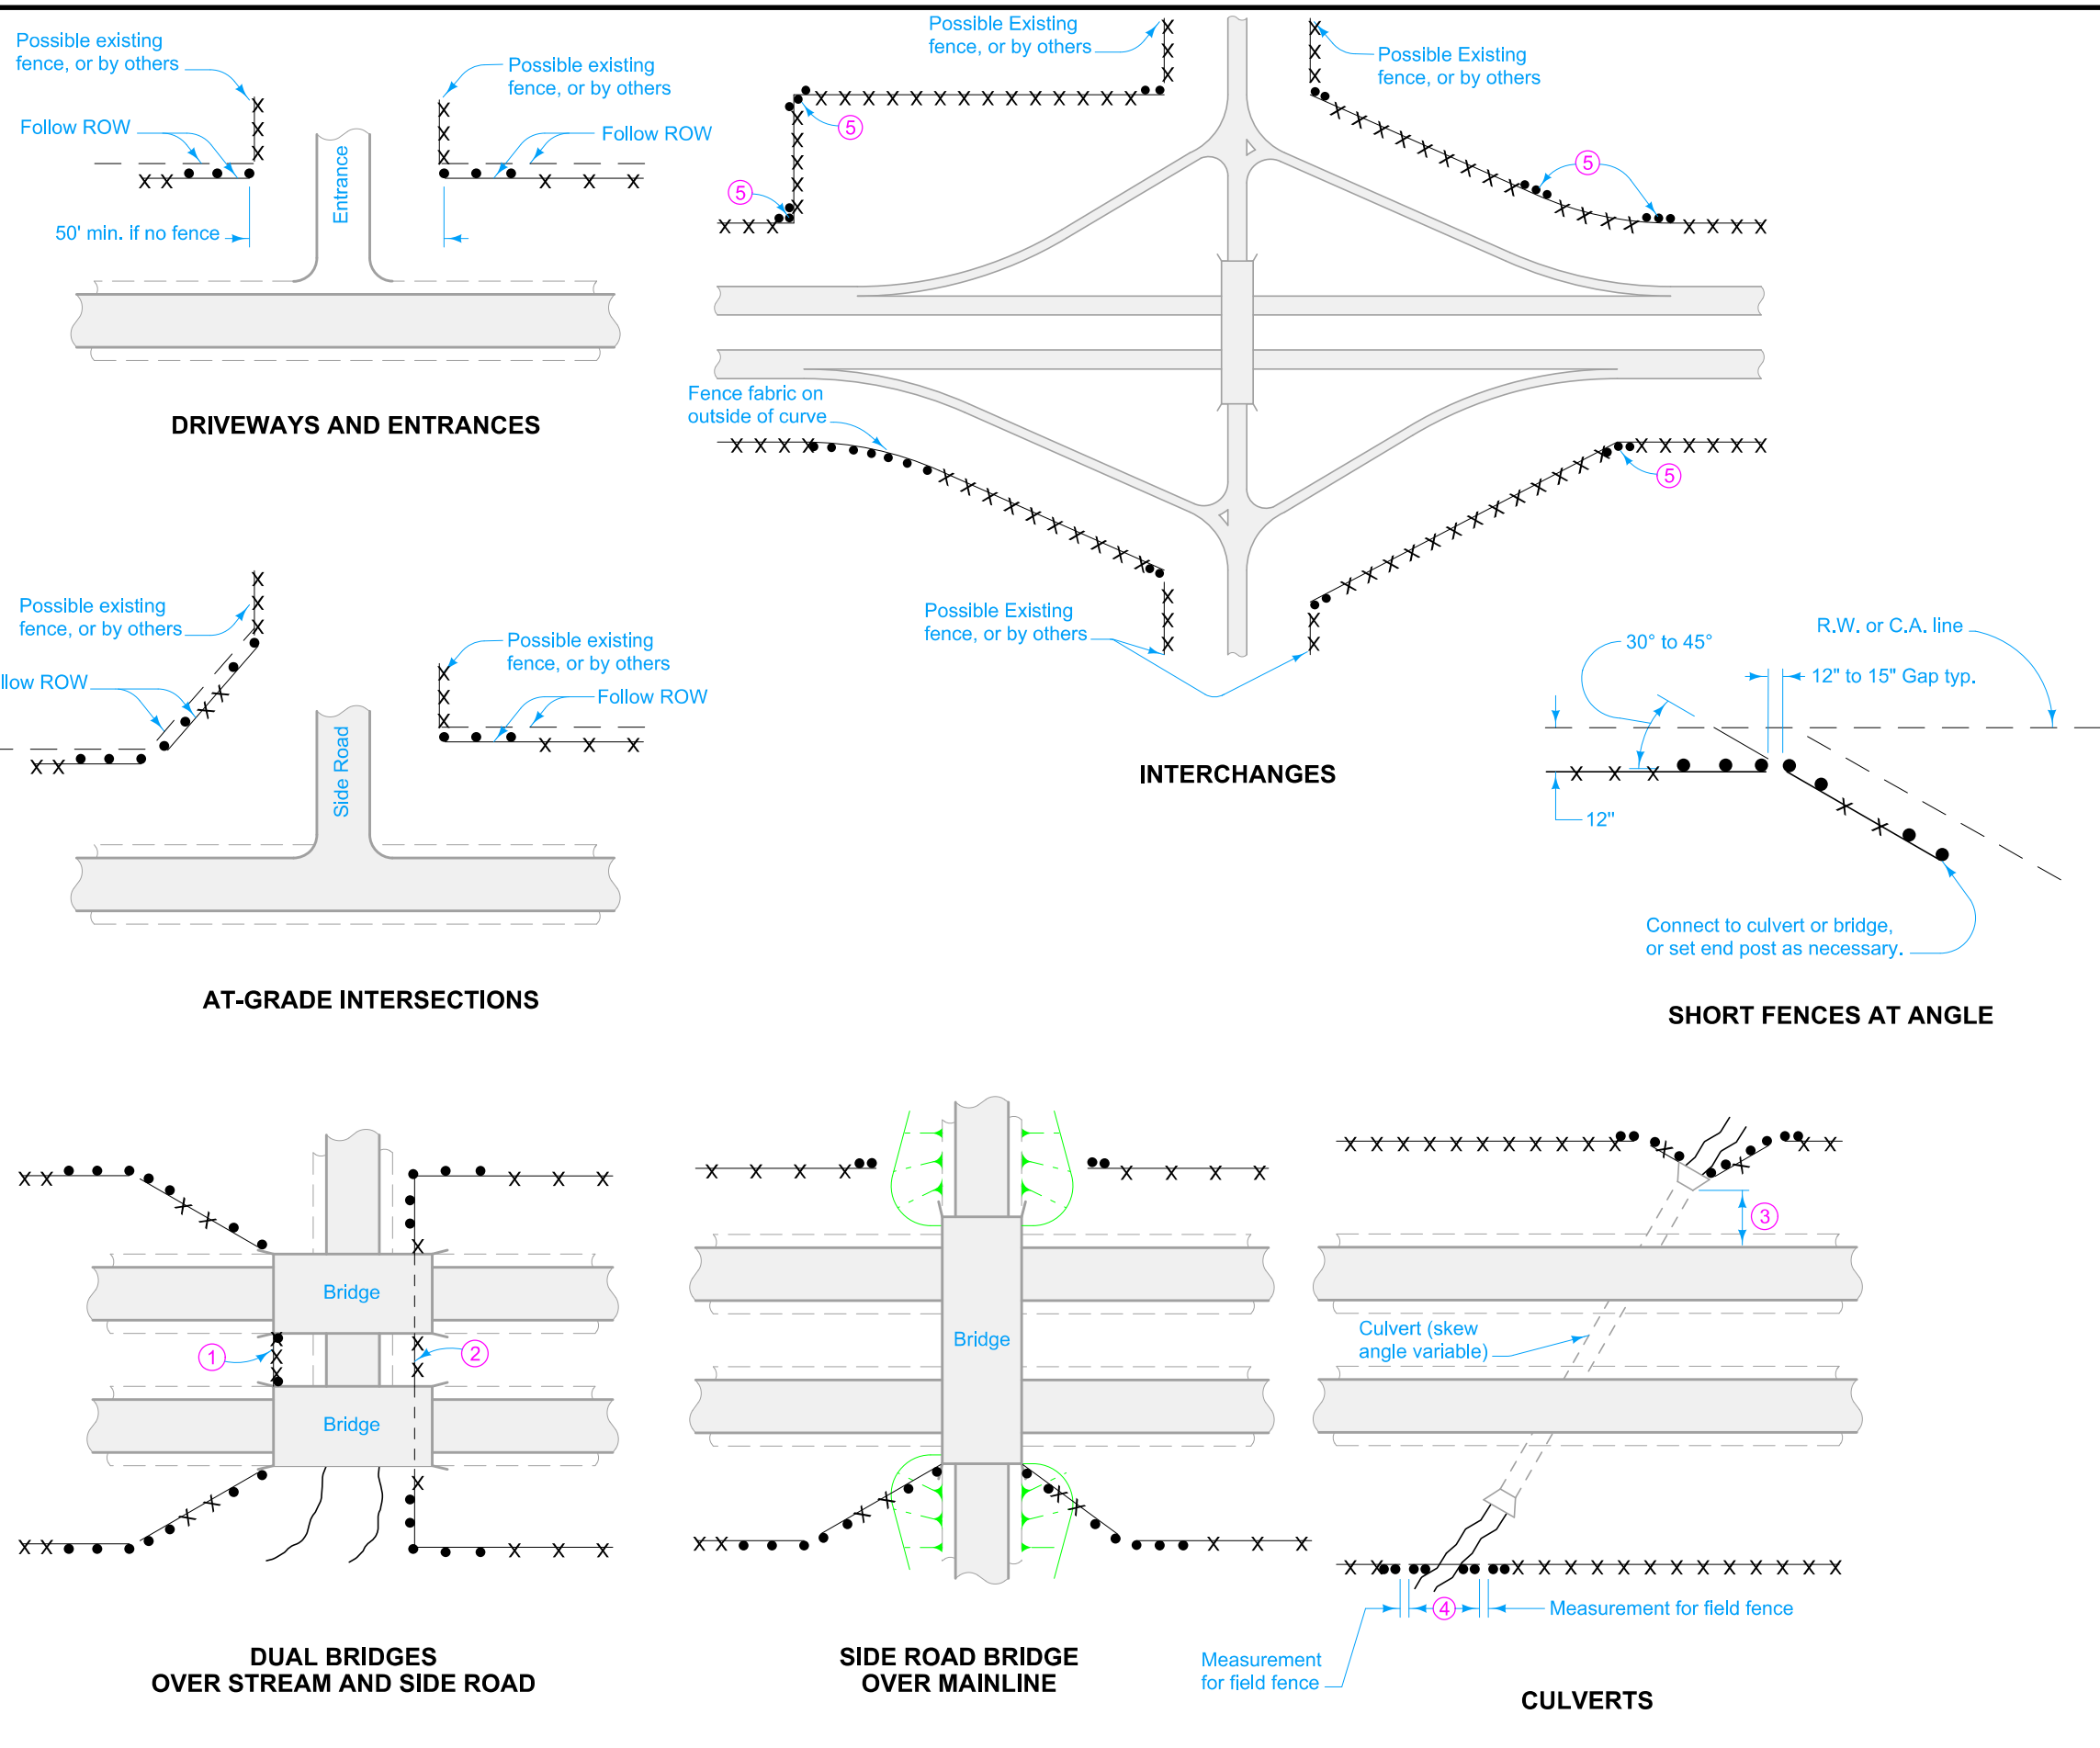 Possible existing
fence, or by others
Follow ROW
50' min. if no fence
Entrance
Possible existing
fence, or by others
Follow ROW
DRIVEWAYS AND ENTRANCES
Possible Existing
fence, or by others
Possible Existing
fence, or by others
5
5
5
Fence fabric on
outside of curve
5
Possible Existing
fence, or by others
INTERCHANGES
Possible existing
fence, or by others
llow ROW
Side Road
Possible existing
fence, or by others
Follow ROW
AT-GRADE INTERSECTIONS
30° to 45°
R.W. or C.A. line
12" to 15" Gap typ.
12"
Connect to culvert or bridge,
or set end post as necessary.
SHORT FENCES AT ANGLE
Bridge
1
2
Bridge
DUAL BRIDGES
OVER STREAM AND SIDE ROAD
Bridge
SIDE ROAD BRIDGE
OVER MAINLINE
3
Culvert (skew
angle variable)
4
Measurement for field fence
Measurement
for field fence
CULVERTS